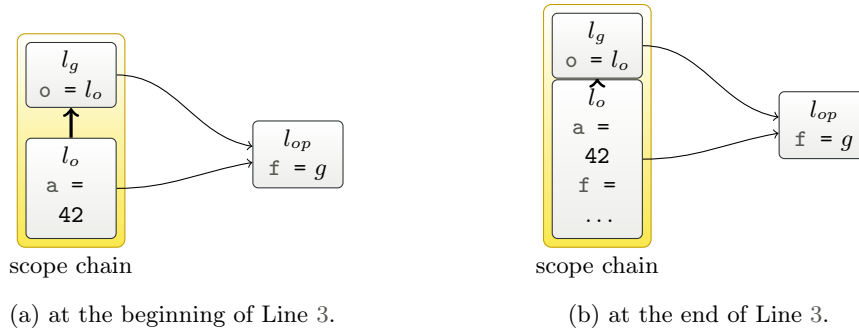 l_g
o = l_o
l_o
a =
42
l_op
f = g
scope chain
(a) at the beginning of Line 3.
l_g
o = l_o
l_o
a =
42
f =
...
l_op
f = g
scope chain
(b) at the end of Line 3.